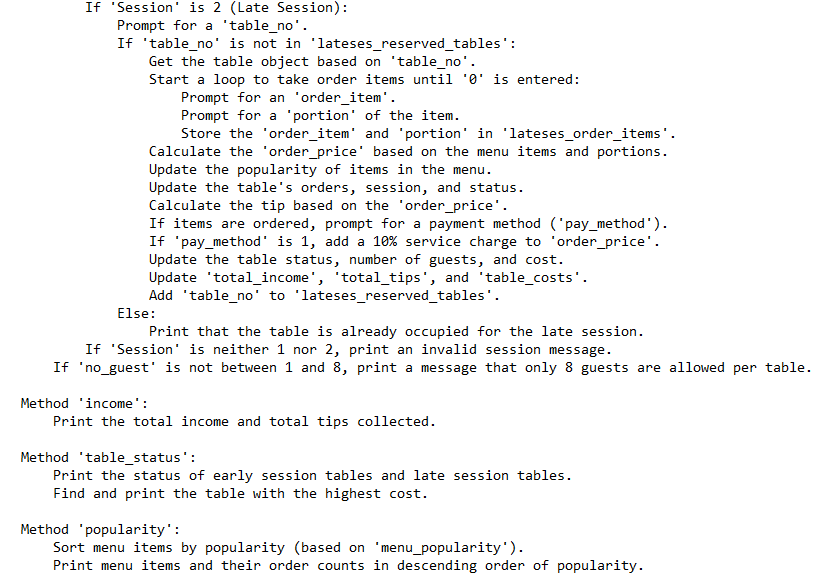 If 'Session' is 2 (Late Session):
Prompt for a 'table_no'.
If 'table_no' is not in 'lateses_reserved_tables':
Get the table object based on 'table_no'.
Start a loop to take order items until '0' is entered:
Prompt for an 'order_item'.
Prompt for a 'portion' of the item.
Store the 'order_item' and 'portion' in 'lateses_order_items'.
Calculate the 'order_price' based on the menu items and portions.
Update the popularity of items in the menu.
Update the table's orders, session, and status.
Calculate the tip based on the 'order_price'.
If items are ordered, prompt for a payment method ('pay_method').
If 'pay_method' is 1, add a 10% service charge to 'order_price'.
Update the table status, number of guests, and cost.
Update 'total_income', 'total_tips', and 'table_costs'.
Add 'table_no' to 'lateses_reserved_tables'.
Else:
Print that the table is already occupied for the late session.
If 'Session' is neither 1 nor 2, print an invalid session message.
If 'no_guest' is not between 1 and 8, print a message that only 8 guests are allowed per table.
Method 'income':
Print the total income and total tips collected.
Method 'table_status':
Print the status of early session tables and late session tables.
Find and print the table with the highest cost.
Method 'popularity':
Sort menu items by popularity (based on 'menu_popularity').
Print menu items and their order counts in descending order of popularity.